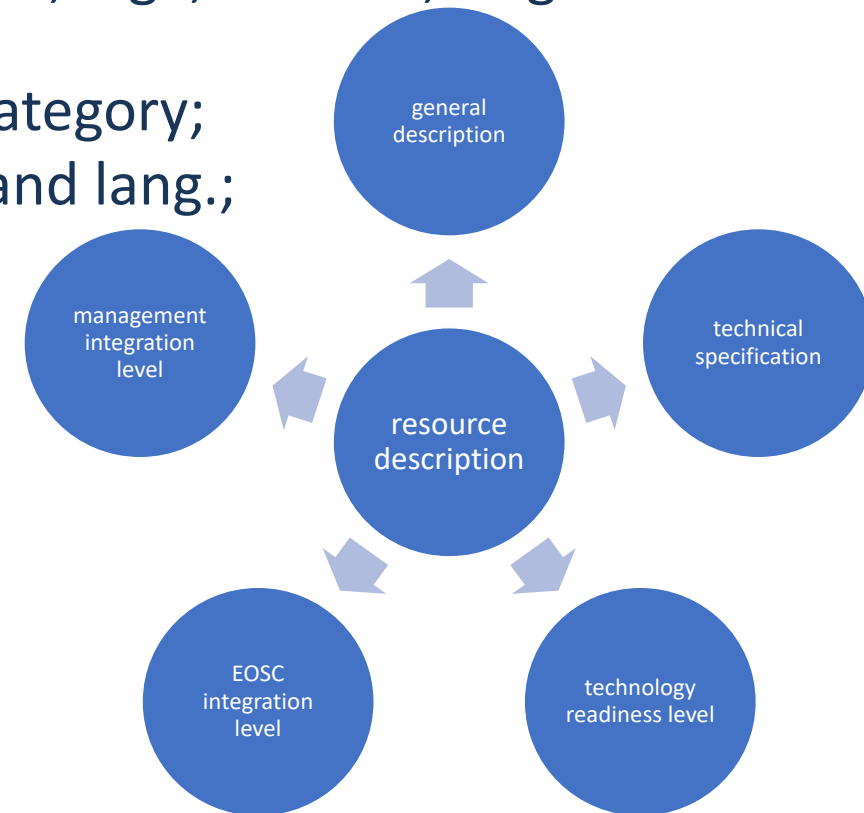 ategory;
and lang.;
general
description
management
integration
level
technical
specification
resource
description
EOSC
integration
level
technology
readiness level